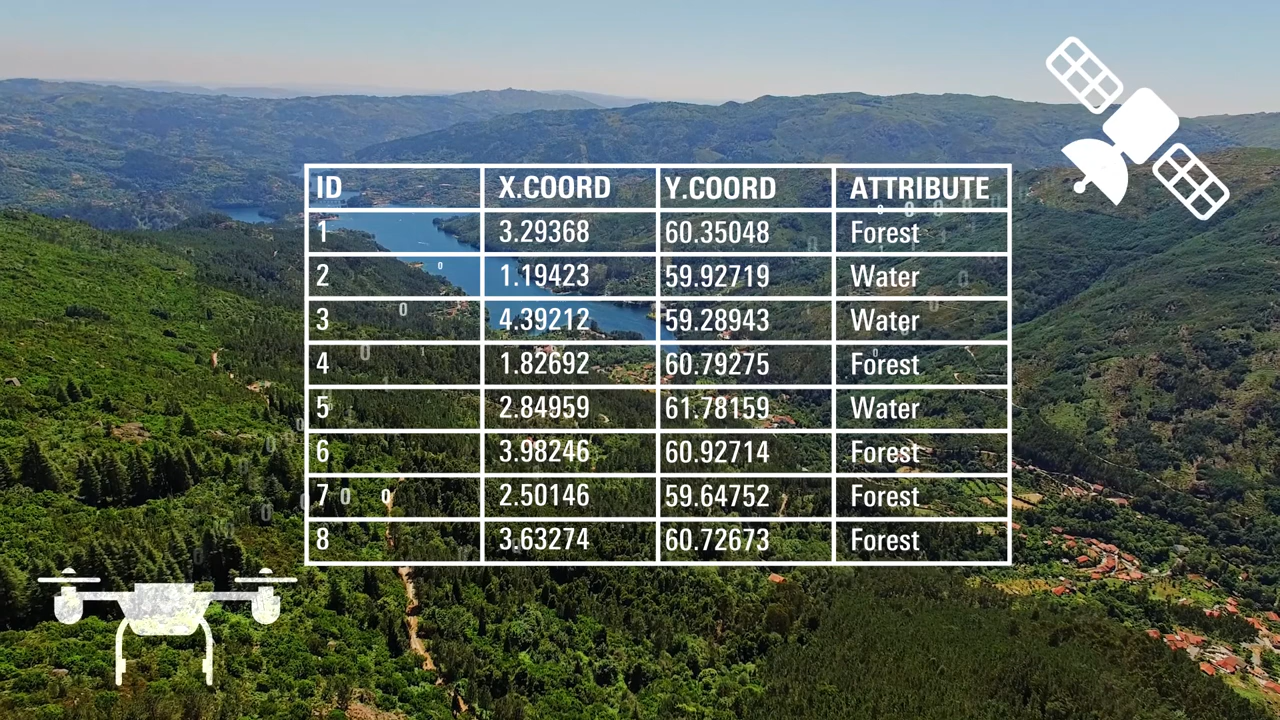 ID X.COORD Y.COORD ATTRIBUTE
1 3.29368 60.35048 Forest
2 1.19423 59.92719 Water
3 4.39212 59.28943 Water
4 1.82692 60.79275 Forest
5 2.84959 61.78159 Water
6 3.98246 60.92714 Forest
7 2.50146 59.64752 Forest
8 3.63274 60.72673 Forest